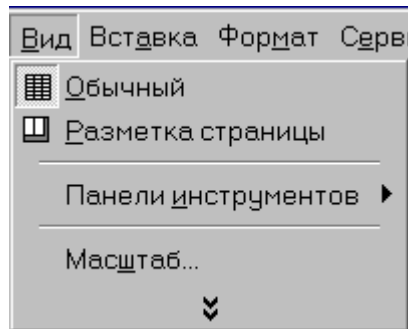 Вид Вставка Формат Серв
Обычный
Разметка страницы
Панели инструментов
Масштаб...